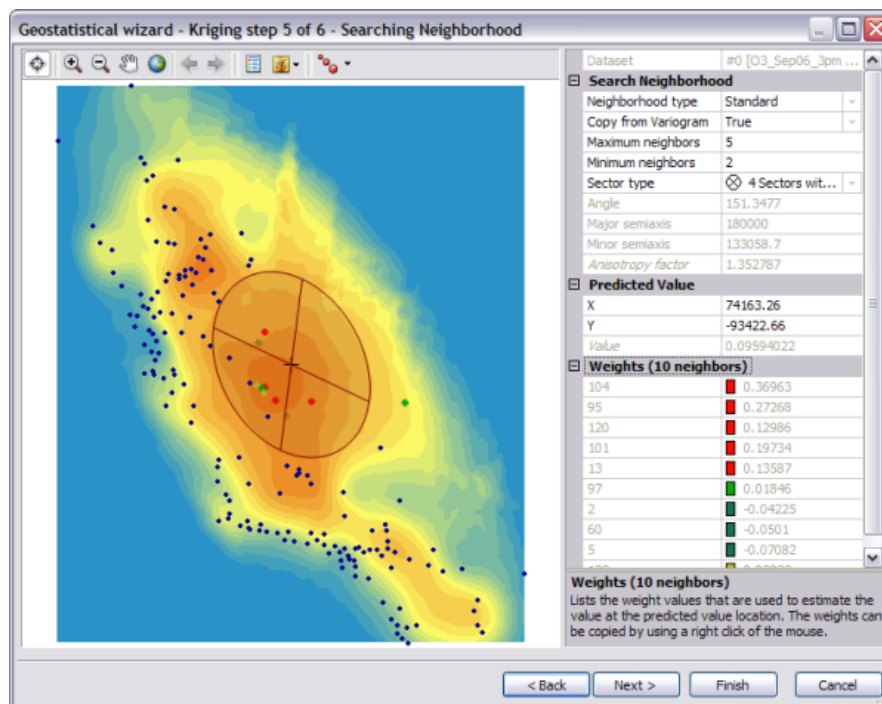 Geostatistical wizard - Kriging step 5 of 6 - Searching Neighborhood
Dataset #0 [O3_Sep06_3pm ...
Search Neighborhood
Neighborhood type Standard
Copy from Variogram True
Maximum neighbors 5
Minimum neighbors 2
Sector type 4 Sectors wit...
Angle 151.3477
Major semiaxis 180000
Minor semiaxis 133058.7
Anisotropy factor 1.352787
Predicted Value
X 74163.26
Y -93422.66
Value 0.09594022
Weights (10 neighbors)
104 0.36963
95 0.27268
120 0.12986
101 0.19734
13 0.13587
97 0.01846
2 -0.04225
60 -0.0501
5 -0.07082
Weights (10 neighbors)
Lists the weight values that are used to estimate the
value at the predicted value location. The weights can
be copied by using a right click of the mouse.
< Back Next > Finish Cancel